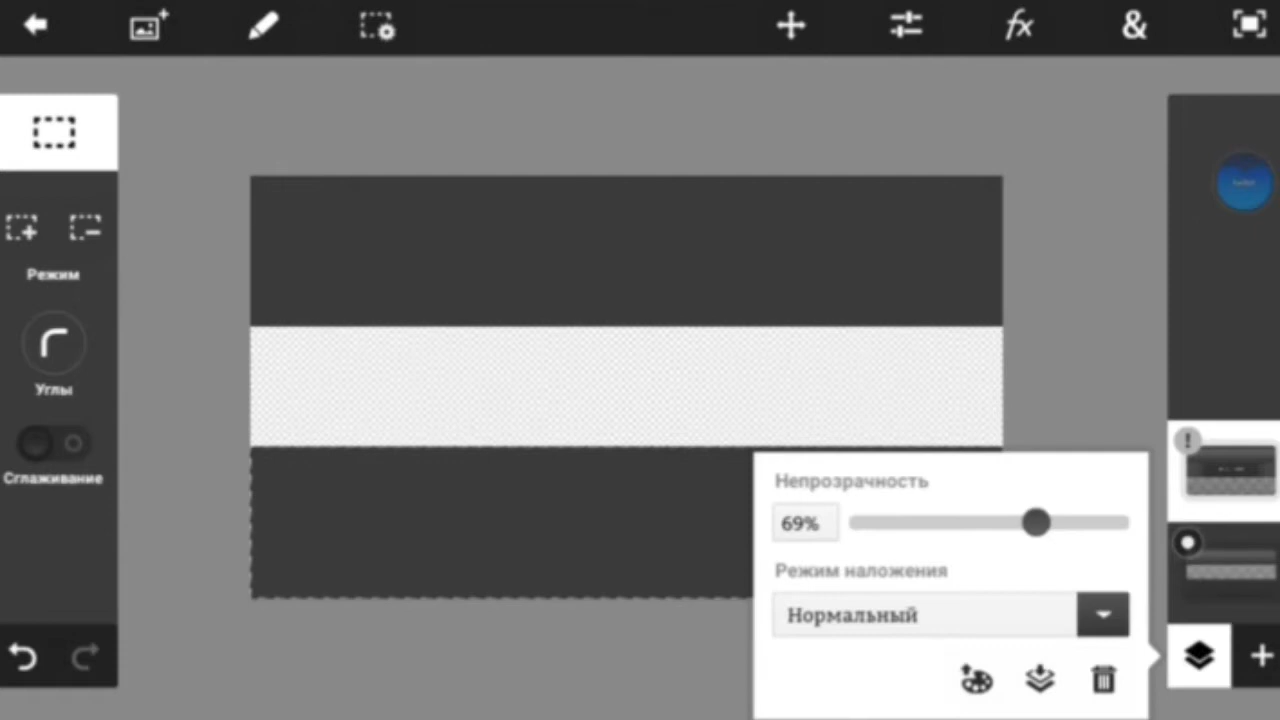 Режим
Углы
Сглаживание
Непрозрачность
69%
Режим наложения
Нормальный